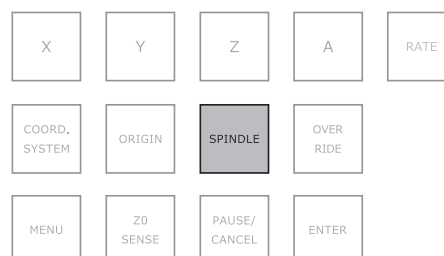 X Y Z A RATE
COORD. SYSTEM ORIGIN SPINDLE OVER RIDE
MENU Z0 SENSE PAUSE/ CANCEL ENTER